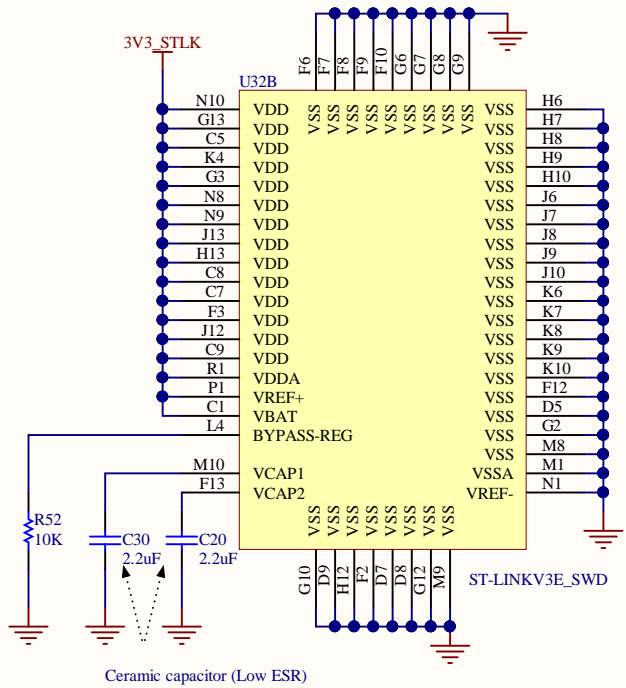 3V3_STLK
U32B
F6 F7 F8 F9 F10 G6 G7 G8 G9
VSS VSS VSS VSS VSS VSS VSS VSS VSS
N10 VDD VSS H6
G13 VDD VSS H7
C5 VDD VSS H8
K4 VDD VSS H9
G3 VDD VSS H10
N8 VDD VSS J6
N9 VDD VSS J7
J13 VDD VSS J8
H13 VDD VSS J9
C8 VDD VSS J10
C7 VDD VSS K6
F3 VDD VSS K7
J12 VDD VSS K8
C9 VDD VSS K9
R1 VDDA VSS K10
P1 VREF+ VSS F12
C1 VBAT VSS D5
L4 BYPASS-REG VSS G2
VSS M8
M10 VCAP1 VSSA M1
F13 VCAP2 VREF- N1
VSS VSS VSS VSS VSS VSS VSS VSS
G10 D9 H12 F2 D7 D8 G12 M9
R52
10K
C30
2.2uF
C20
2.2uF
ST-LINKV3E_SWD
Ceramic capacitor (Low ESR)